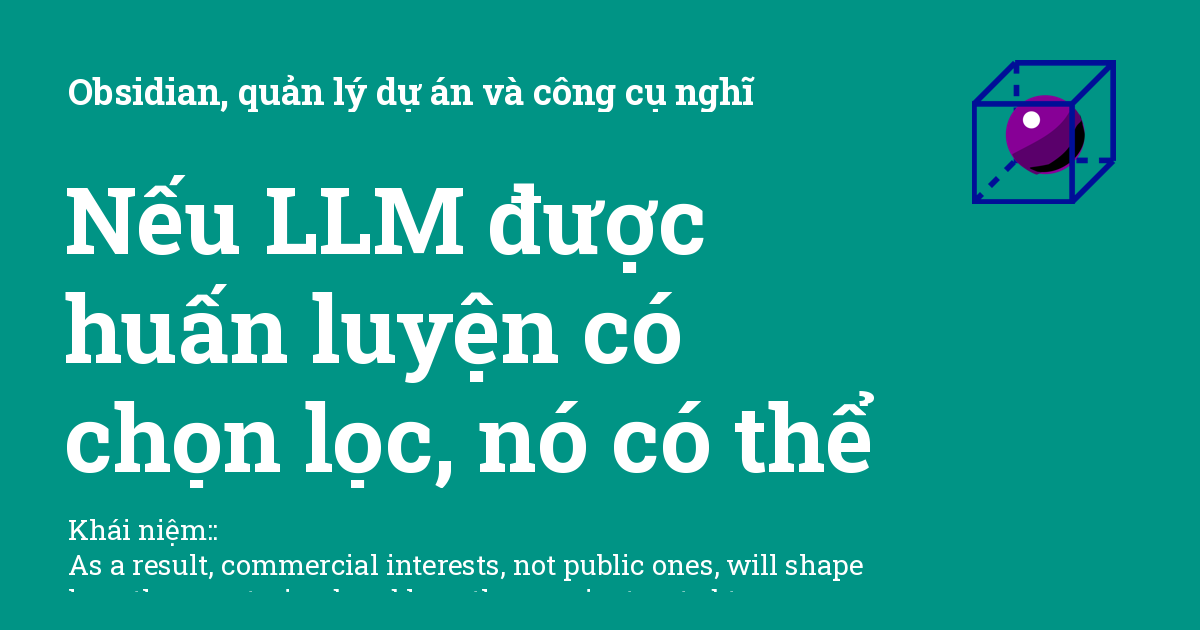 Obsidian, quản lý dự án và công cụ nghĩ
Nếu LLM được
huấn luyện có
chọn lọc, nó có thể
Khái niệm::
As a result, commercial interests, not public ones, will shape